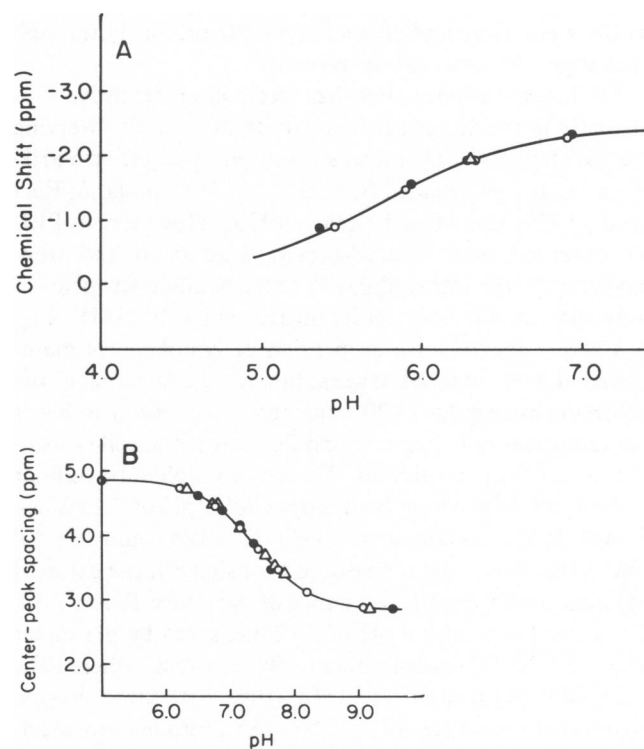 A
Chemical Shift (ppm)
-3.0
-2.0
-1.0
0
4.0 5.0 6.0 7.0
pH
B
Center-peak spacing (ppm)
5.0
4.0
3.0
2.0
6.0 7.0 8.0 9.0
pH